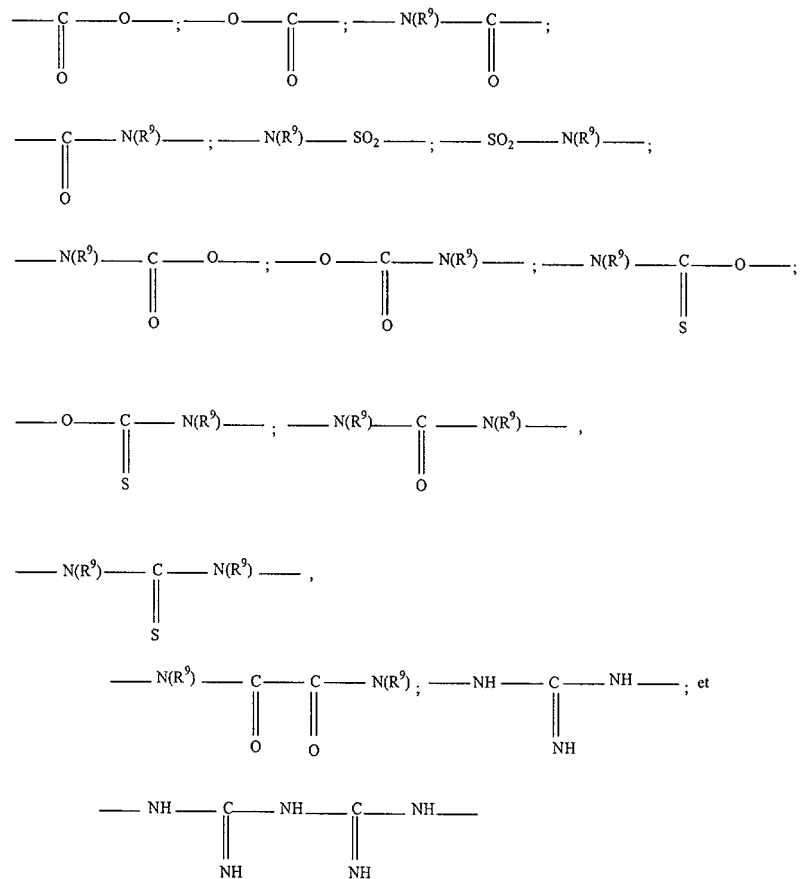 — C — O — ; — O — C — ; — N(R⁹) — C — ;
O O O
— C — N(R⁹) — ; — N(R⁹) — SO₂ — ; — SO₂ — N(R⁹) — ;
O
— N(R⁹) — C — O — ; — O — C — N(R⁹) — ; — N(R⁹) — C — O — ;
O O S
— O — C — N(R⁹) — ; — N(R⁹) — C — N(R⁹) — ,
S O
— N(R⁹) — C — N(R⁹) — ,
S
— N(R⁹) — C — C — N(R⁹) ; — NH — C — NH — ; et
O O NH
— NH — C — NH — C — NH —
NH NH